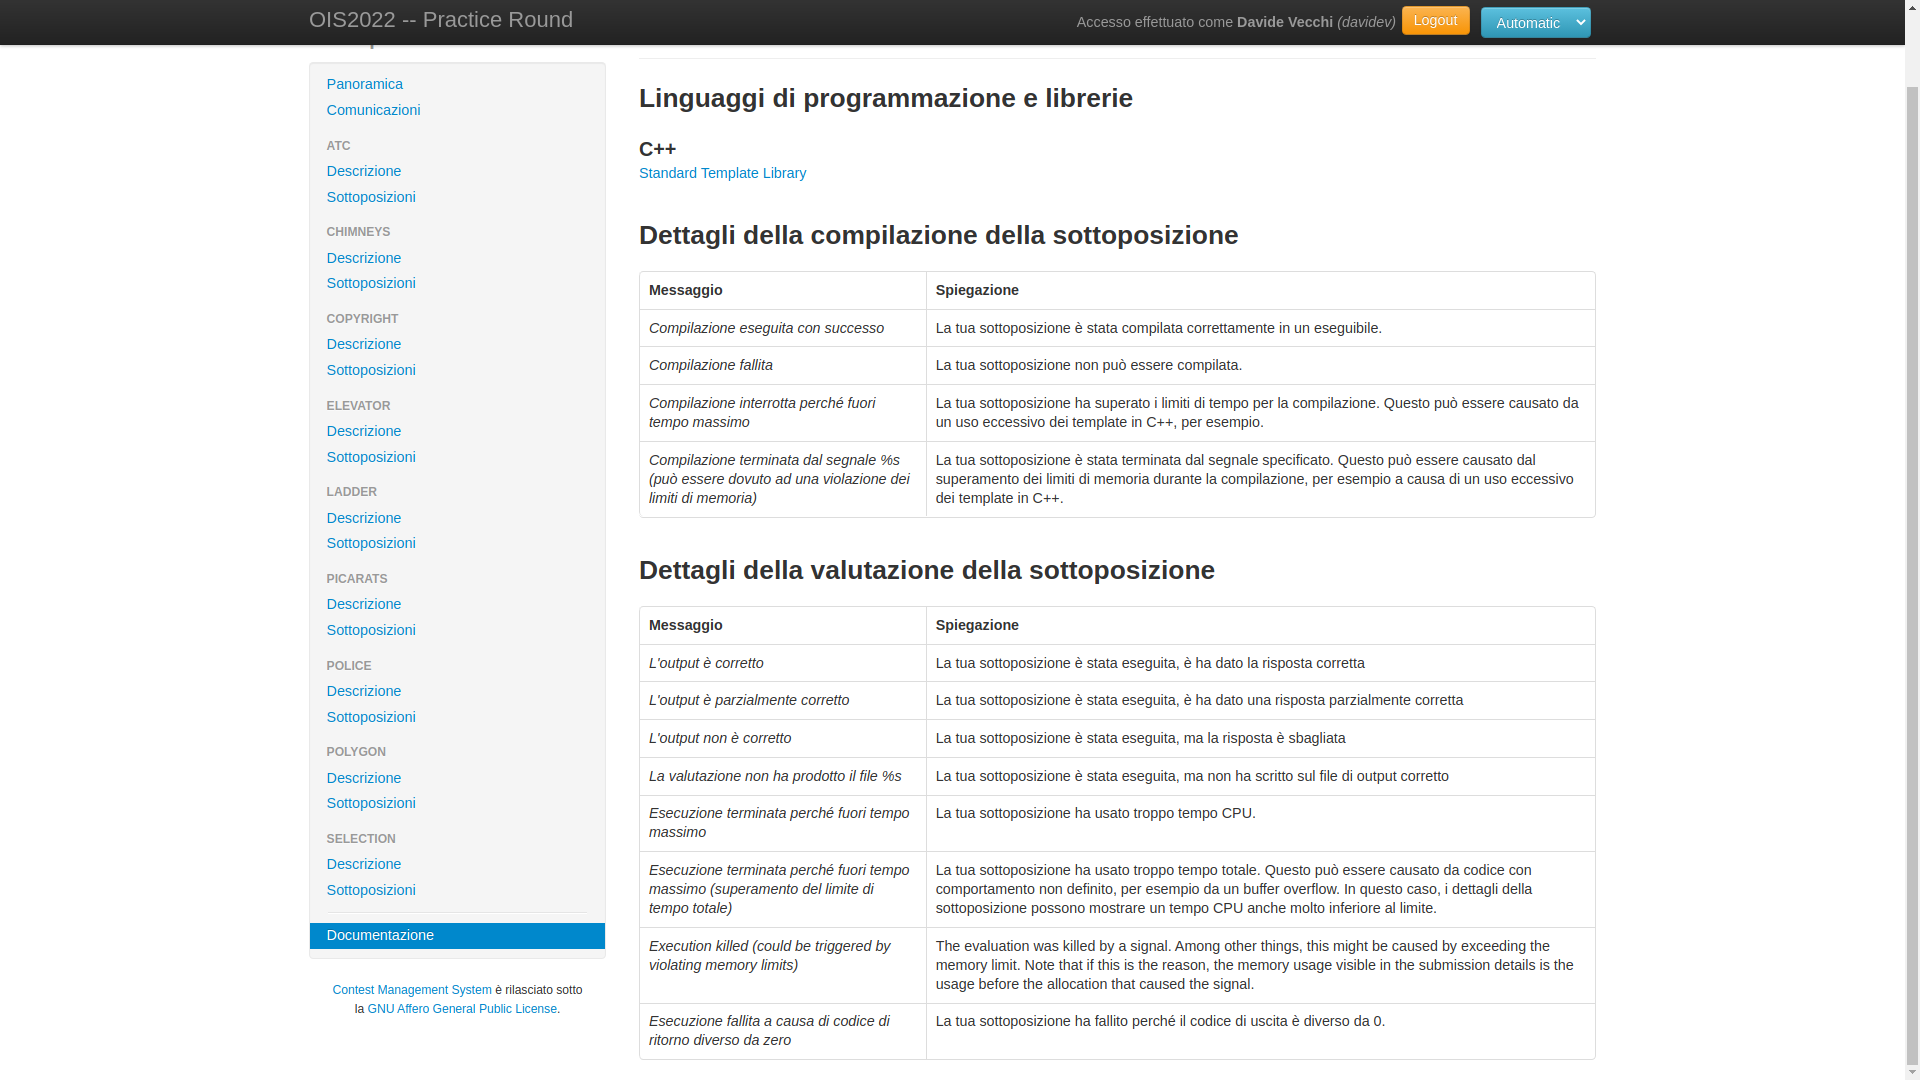 OIS2022 -- Practice Round
Accesso effettuato come Davide Vecchi (davidev)
Logout
Automatic
Panoramica
Comunicazioni
ATC
Descrizione
Sottoposizioni
CHIMNEYS
Descrizione
Sottoposizioni
COPYRIGHT
Descrizione
Sottoposizioni
ELEVATOR
Descrizione
Sottoposizioni
LADDER
Descrizione
Sottoposizioni
PICARATS
Descrizione
Sottoposizioni
POLICE
Descrizione
Sottoposizioni
POLYGON
Descrizione
Sottoposizioni
SELECTION
Descrizione
Sottoposizioni
Documentazione
Contest Management System è rilasciato sotto
la GNU Affero General Public License.
Linguaggi di programmazione e librerie
C++
Standard Template Library
Dettagli della compilazione della sottoposizione
Messaggio
Spiegazione
Compilazione eseguita con successo
La tua sottoposizione è stata compilata correttamente in un eseguibile.
Compilazione fallita
La tua sottoposizione non può essere compilata.
Compilazione interrotta perché fuori
tempo massimo
La tua sottoposizione ha superato i limiti di tempo per la compilazione. Questo può essere causato da
un uso eccessivo dei template in C++, per esempio.
Compilazione terminata dal segnale %s
(può essere dovuto ad una violazione dei
limiti di memoria)
La tua sottoposizione è stata terminata dal segnale specificato. Questo può essere causato dal
superamento dei limiti di memoria durante la compilazione, per esempio a causa di un uso eccessivo
dei template in C++.
Dettagli della valutazione della sottoposizione
Messaggio
Spiegazione
L'output è corretto
La tua sottoposizione è stata eseguita, è ha dato la risposta corretta
L'output è parzialmente corretto
La tua sottoposizione è stata eseguita, è ha dato una risposta parzialmente corretta
L'output non è corretto
La tua sottoposizione è stata eseguita, ma la risposta è sbagliata
La valutazione non ha prodotto il file %s
La tua sottoposizione è stata eseguita, ma non ha scritto sul file di output corretto
Esecuzione terminata perché fuori tempo
massimo
La tua sottoposizione ha usato troppo tempo CPU.
Esecuzione terminata perché fuori tempo
massimo (superamento del limite di
tempo totale)
La tua sottoposizione ha usato troppo tempo totale. Questo può essere causato da codice con
comportamento non definito, per esempio da un buffer overflow. In questo caso, i dettagli della
sottoposizione possono mostrare un tempo CPU anche molto inferiore al limite.
Execution killed (could be triggered by
violating memory limits)
The evaluation was killed by a signal. Among other things, this might be caused by exceeding the
memory limit. Note that if this is the reason, the memory usage visible in the submission details is the
usage before the allocation that caused the signal.
Esecuzione fallita a causa di codice di
ritorno diverso da zero
La tua sottoposizione ha fallito perché il codice di uscita è diverso da 0.